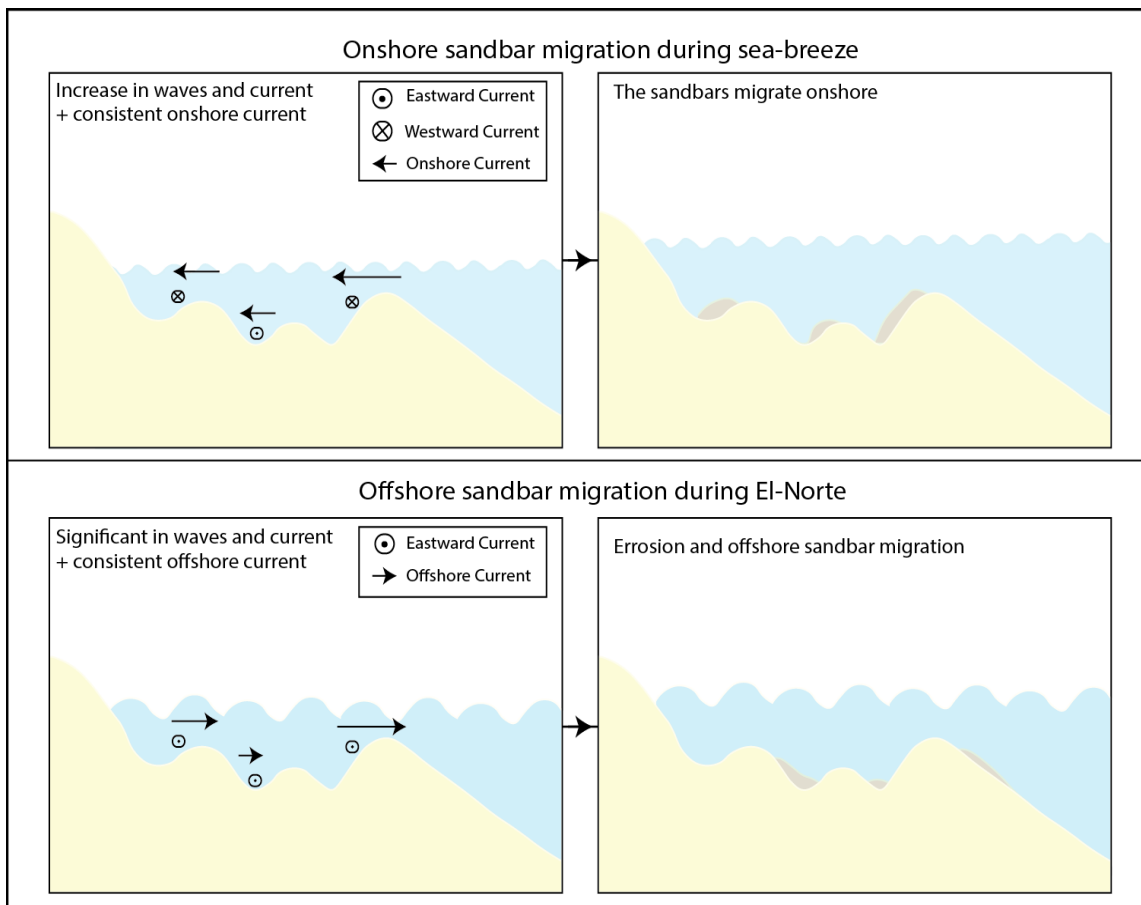 Onshore sandbar migration during sea-breeze
Increase in waves and current
+ consistent onshore current
Eastward Current
Westward Current
Onshore Current
The sandbars migrate onshore
Offshore sandbar migration during El-Norte
Significant in waves and current
+ consistent offshore current
Eastward Current
Offshore Current
Errosion and offshore sandbar migration